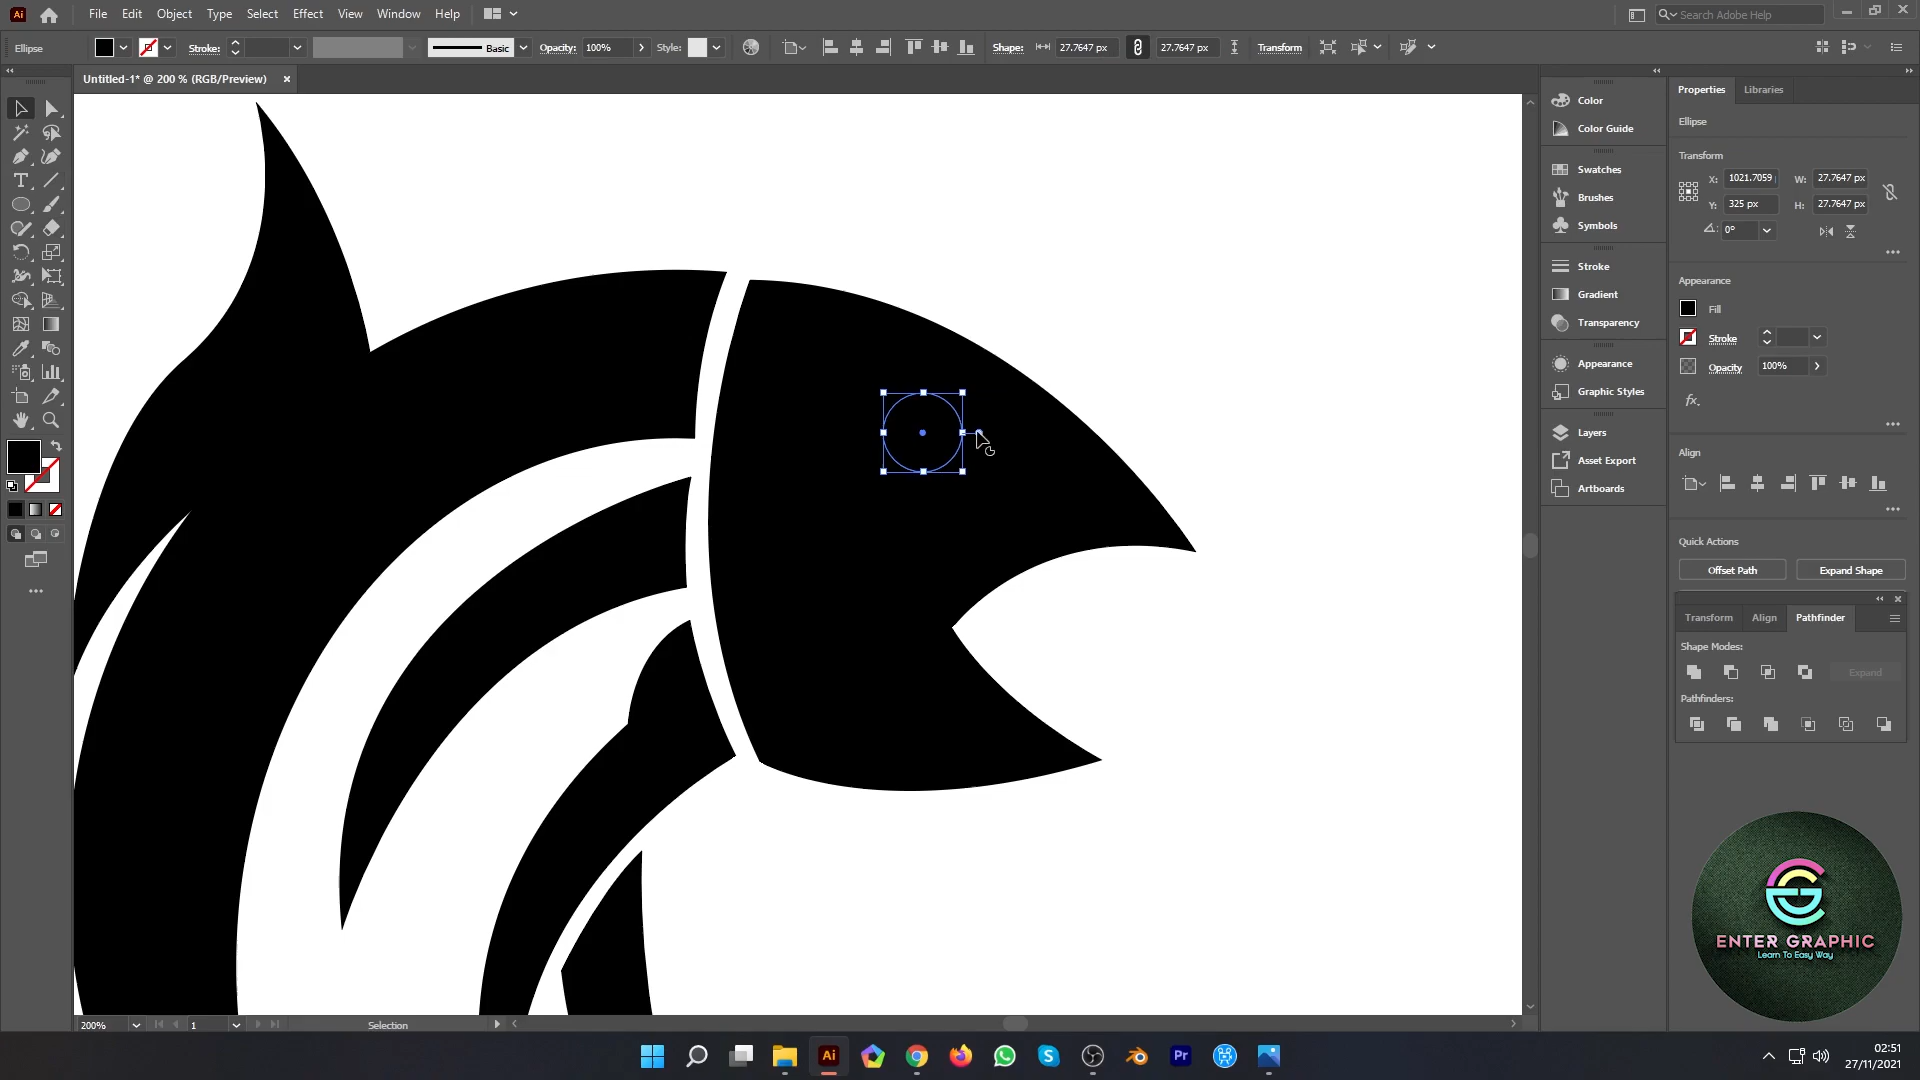 Ai File Edit Object Type Select Effect View Window Help Search Adobe Help
Ellipse Stroke: Basic Opacity: 100% Style: Shape: 27.7647 px 27.7647 px Transform
Untitled-1* @ 200 % (RGB/Preview)
Color
Color Guide
Swatches
Brushes
Symbols
Stroke
Gradient
Transparency
Appearance
Graphic Styles
Layers
Asset Export
Artboards
Properties Libraries
Ellipse
Transform
X: 1021.7059 W: 27.7647 px
Y: 325 px H: 27.7647 px
0°
Appearance
Fill
Stroke
Opacity 100%
fx.
Align
Quick Actions
Offset Path Expand Shape
Transform Align Pathfinder
Shape Modes:
Expand
Pathfinders:
ENTER GRAPHIC
Learn To Easy Way
200% 1 Selection
Ai Pr
02:51
27/11/2021